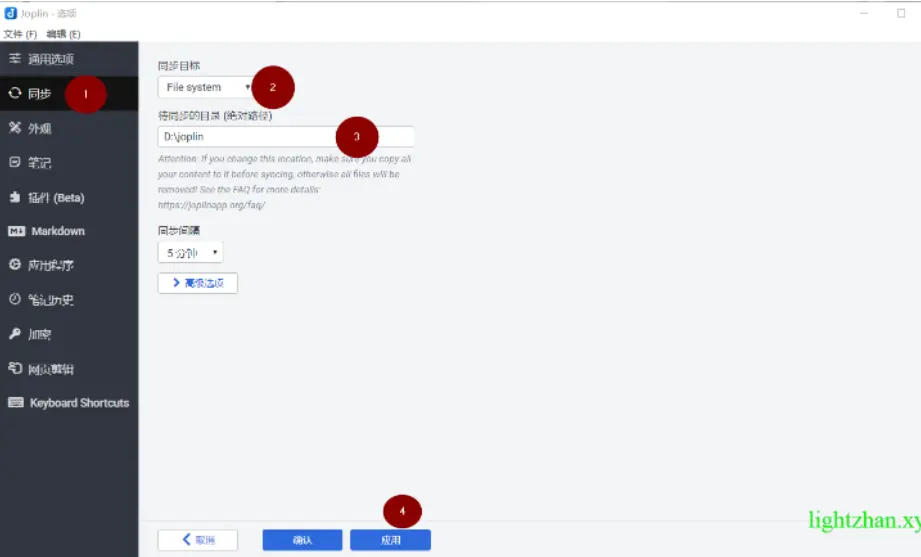 Joplin - 选项
文件 (F) 编辑 (E)
通用选项
同步
1
外观
笔记
插件 (Beta)
Markdown
应用程序
笔记历史
加密
网页剪辑
Keyboard Shortcuts
同步目标
File system
2
待同步的目录 (绝对路径)
D:\joplin
3
Attention: If you change this location, make sure you copy all
your content to it before syncing, otherwise all files will be
removed! See the FAQ for more details:
https://joplinapp.org/faq/
同步间隔
5 分钟
高级选项
4
取消
确认
应用
lightzhan.xy